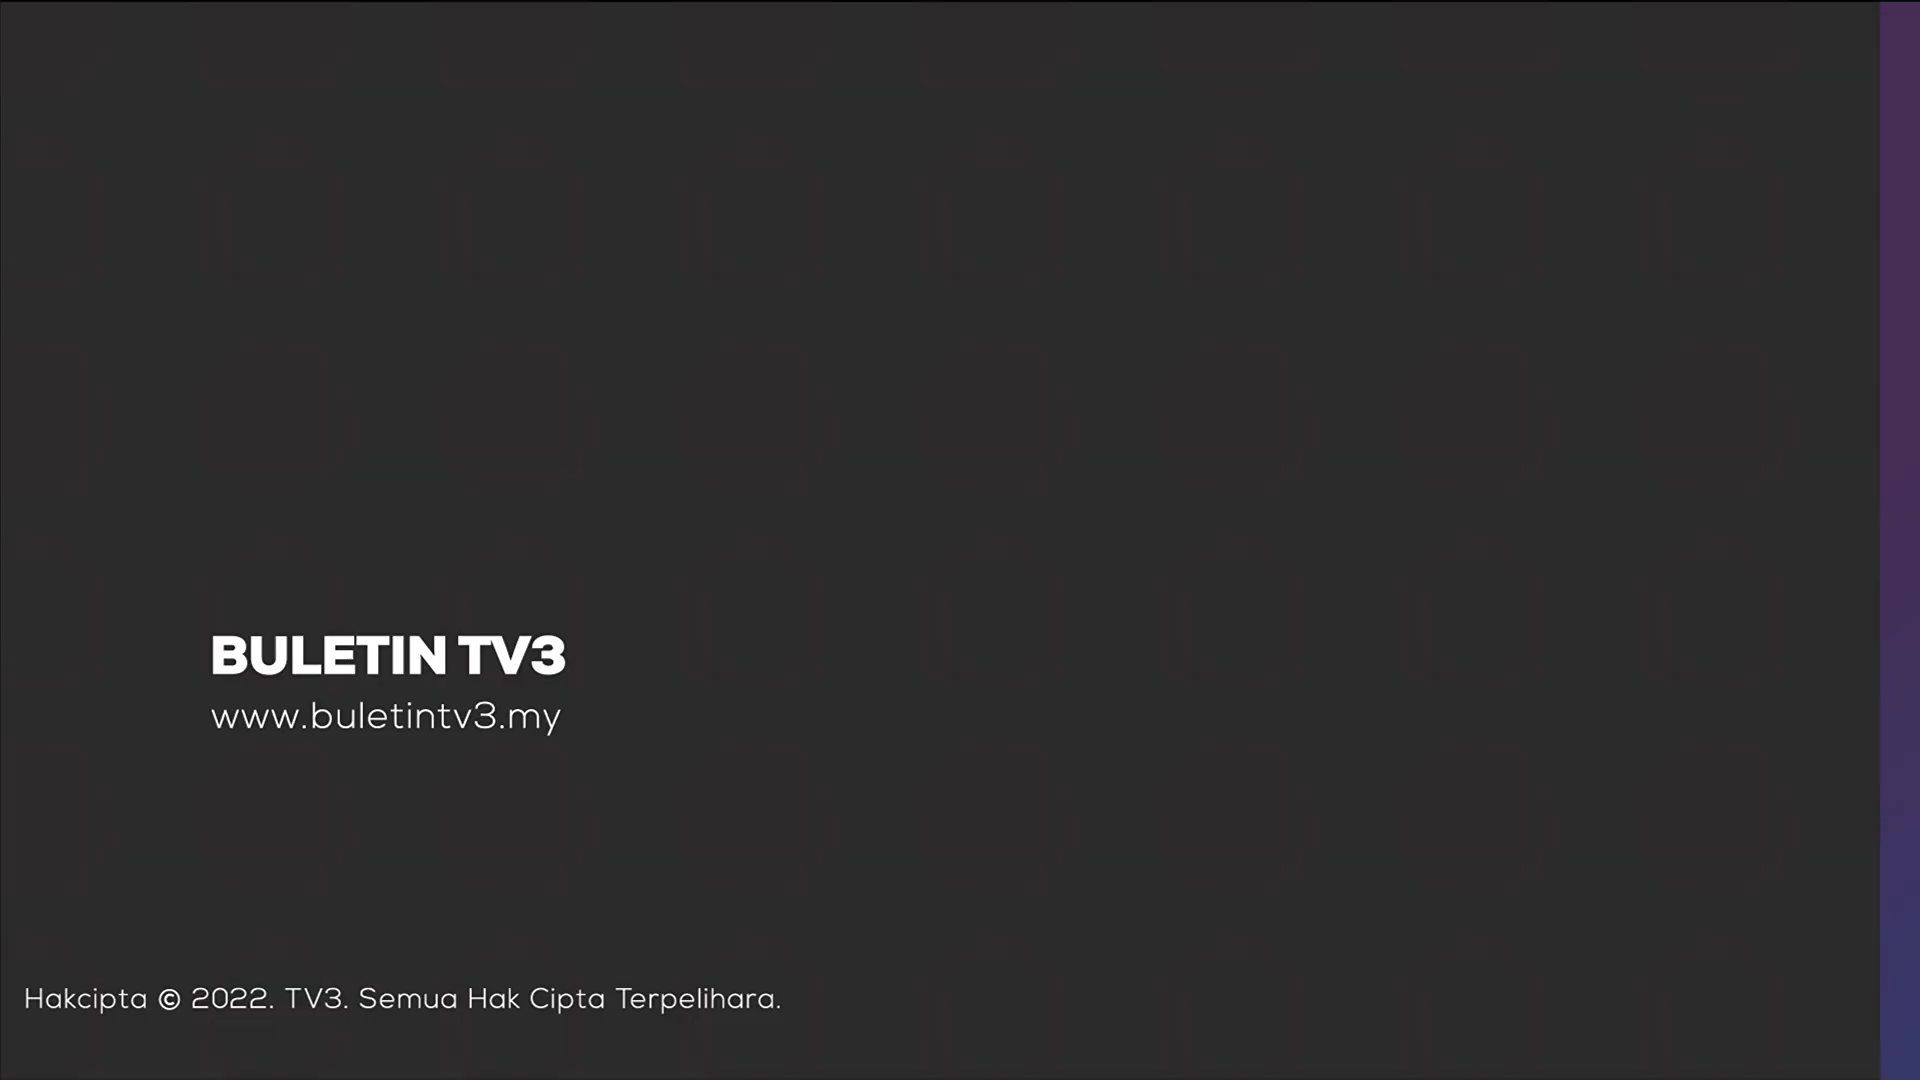 BULETIN TV3
www.buletintv3.my
Hakcipta © 2022. TV3. Semua Hak Cipta Terpelihara.